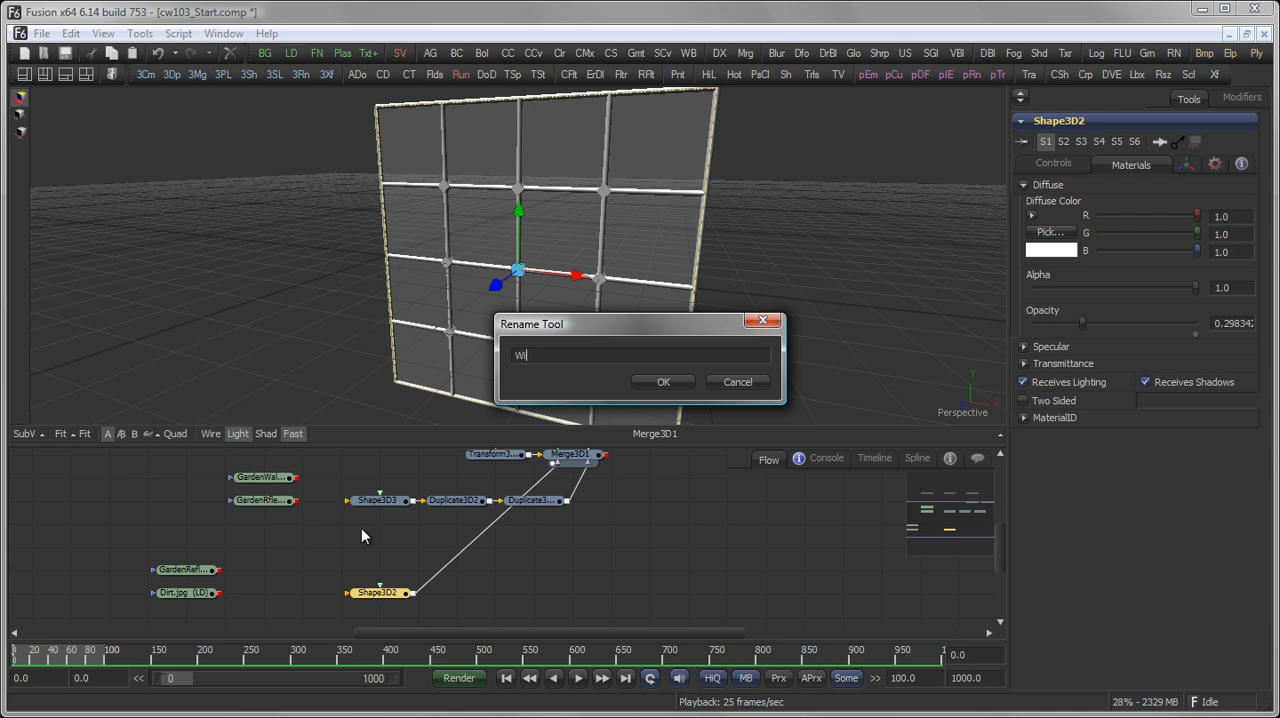 Fusion x64 6.14 build 753 - [cw103_Start.comp *]
File Edit View Tools Script Window Help
BG LD FN Plas Txt+ SV AG BC Bol CC CCv Clr CMx CS Gmt SCv WB DX Mrg Blur Dfo DrBl Glo Shrp US SGl VBl DBl Fog Shd Txr Log FLU Gm RN Bmp Elp Ply
3Cm 3Dp 3Mg 3PL 3Sh 3SL 3Rn 3Xf ADo CD CT Flds Run DoD TSp TSt CFlt ErDl Fltr RFlt Pnt HiL Hot PsCl Sh Trls TV pEm pCu pDF pIE pRn pTr Tra CSh Crp DVE Lbx Rsz Scl Xf
Tools Modifiers
Shape3D2
S1 S2 S3 S4 S5 S6
Controls Materials
Diffuse
Diffuse Color
R 1.0
Pick... G 1.0
B 1.0
Alpha
1.0
Opacity
0.298342
Specular
Transmittance
Receives Lighting Receives Shadows
Two Sided
MaterialID
Rename Tool
Wi
OK Cancel
Y
X
Perspective
SubV Fit Fit A A/B B Quad Wire Light Shad Fast Merge3D1
Flow Console Timeline Spline
Transform3... Merge3D1
GardenWal...
GardenRfle... Shape3D3 Duplicate3D2 Duplicate3...
GardenRefl...
Dirt.jpg (LD) Shape3D2
0 20 40 60 80 100 150 200 250 300 350 400 450 500 550 600 650 700 750 800 850 900 950 1 0.0
0.0 0.0 << 0 1000 Render HiQ MB Prx APrx Some >> 100.0 1000.0
Playback: 25 frames/sec 28% - 2329 MB Idle